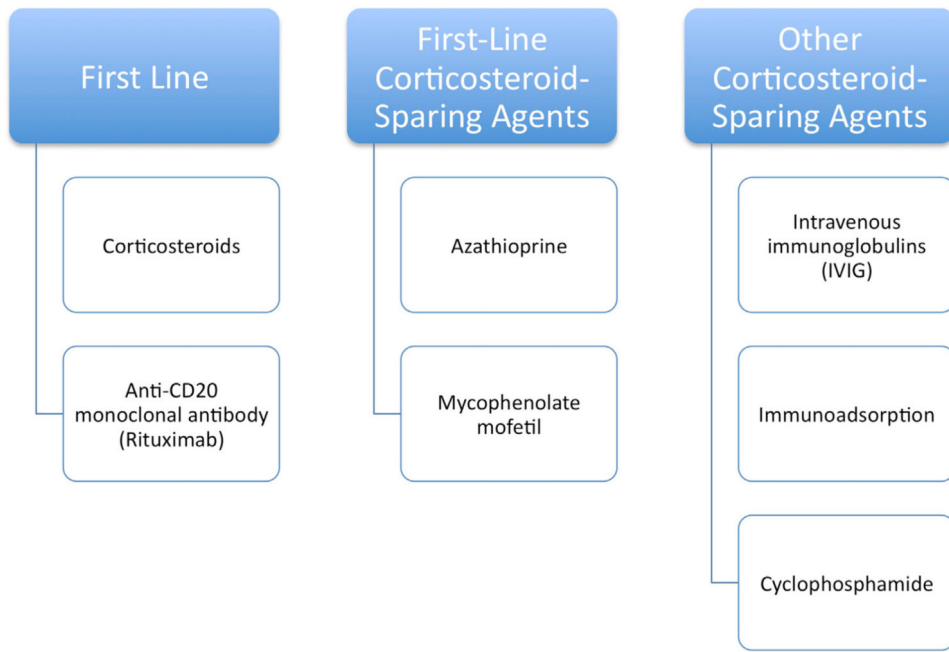 First Line
Corticosteroids
Anti-CD20
monoclonal antibody
(Rituximab)
First-Line
Corticosteroid-
Sparing Agents
Azathioprine
Mycophenolate
mofetil
Other
Corticosteroid-
Sparing Agents
Intravenous
immunoglobulins
(IVIG)
Immunoadsorption
Cyclophosphamide